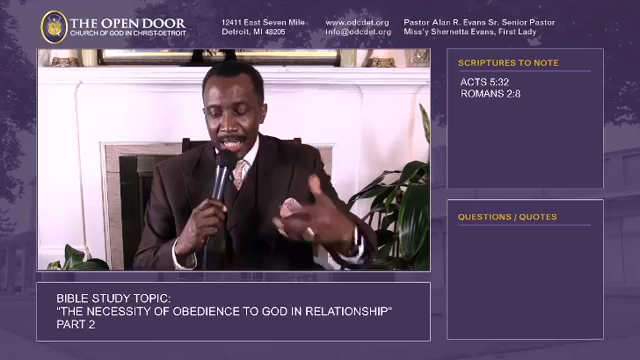 THE OPEN DOOR
CHURCH OF GOD IN CHRIST-DETROIT
12411 East Seven Mile
Detroit, MI 48205
www.odcdet.org
info@odcdet.org
Pastor Alan R. Evans Sr. Senior Pastor
Miss'y Shernetta Evans, First Lady
SCRIPTURES TO NOTE
ACTS 5:32
ROMANS 2:8
QUESTIONS / QUOTES
BIBLE STUDY TOPIC:
"THE NECESSITY OF OBEDIENCE TO GOD IN RELATIONSHIP"
PART 2